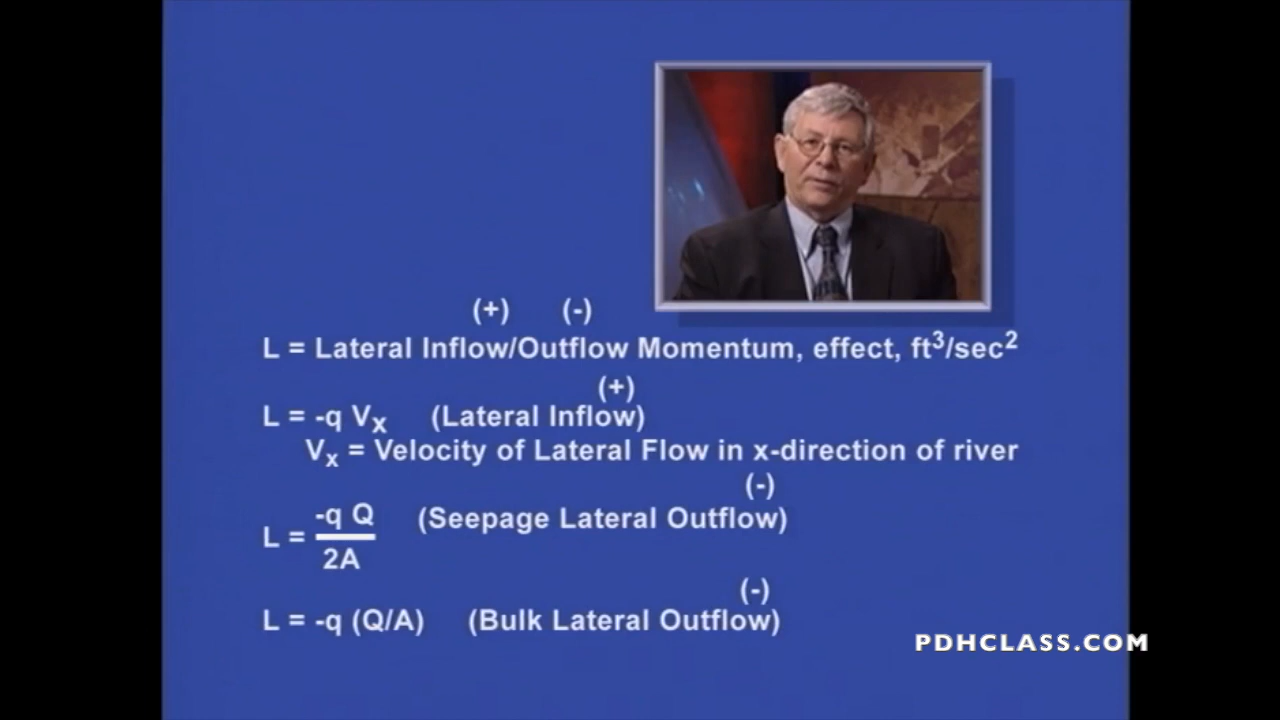 (+) (-)
L = Lateral Inflow/Outflow Momentum, effect, ft³/sec²
(+)
L = -q Vₓ (Lateral Inflow)
Vₓ = Velocity of Lateral Flow in x-direction of river
(-)
L = -q Q / 2A (Seepage Lateral Outflow)
(-)
L = -q (Q/A) (Bulk Lateral Outflow)
PDHCLASS.COM